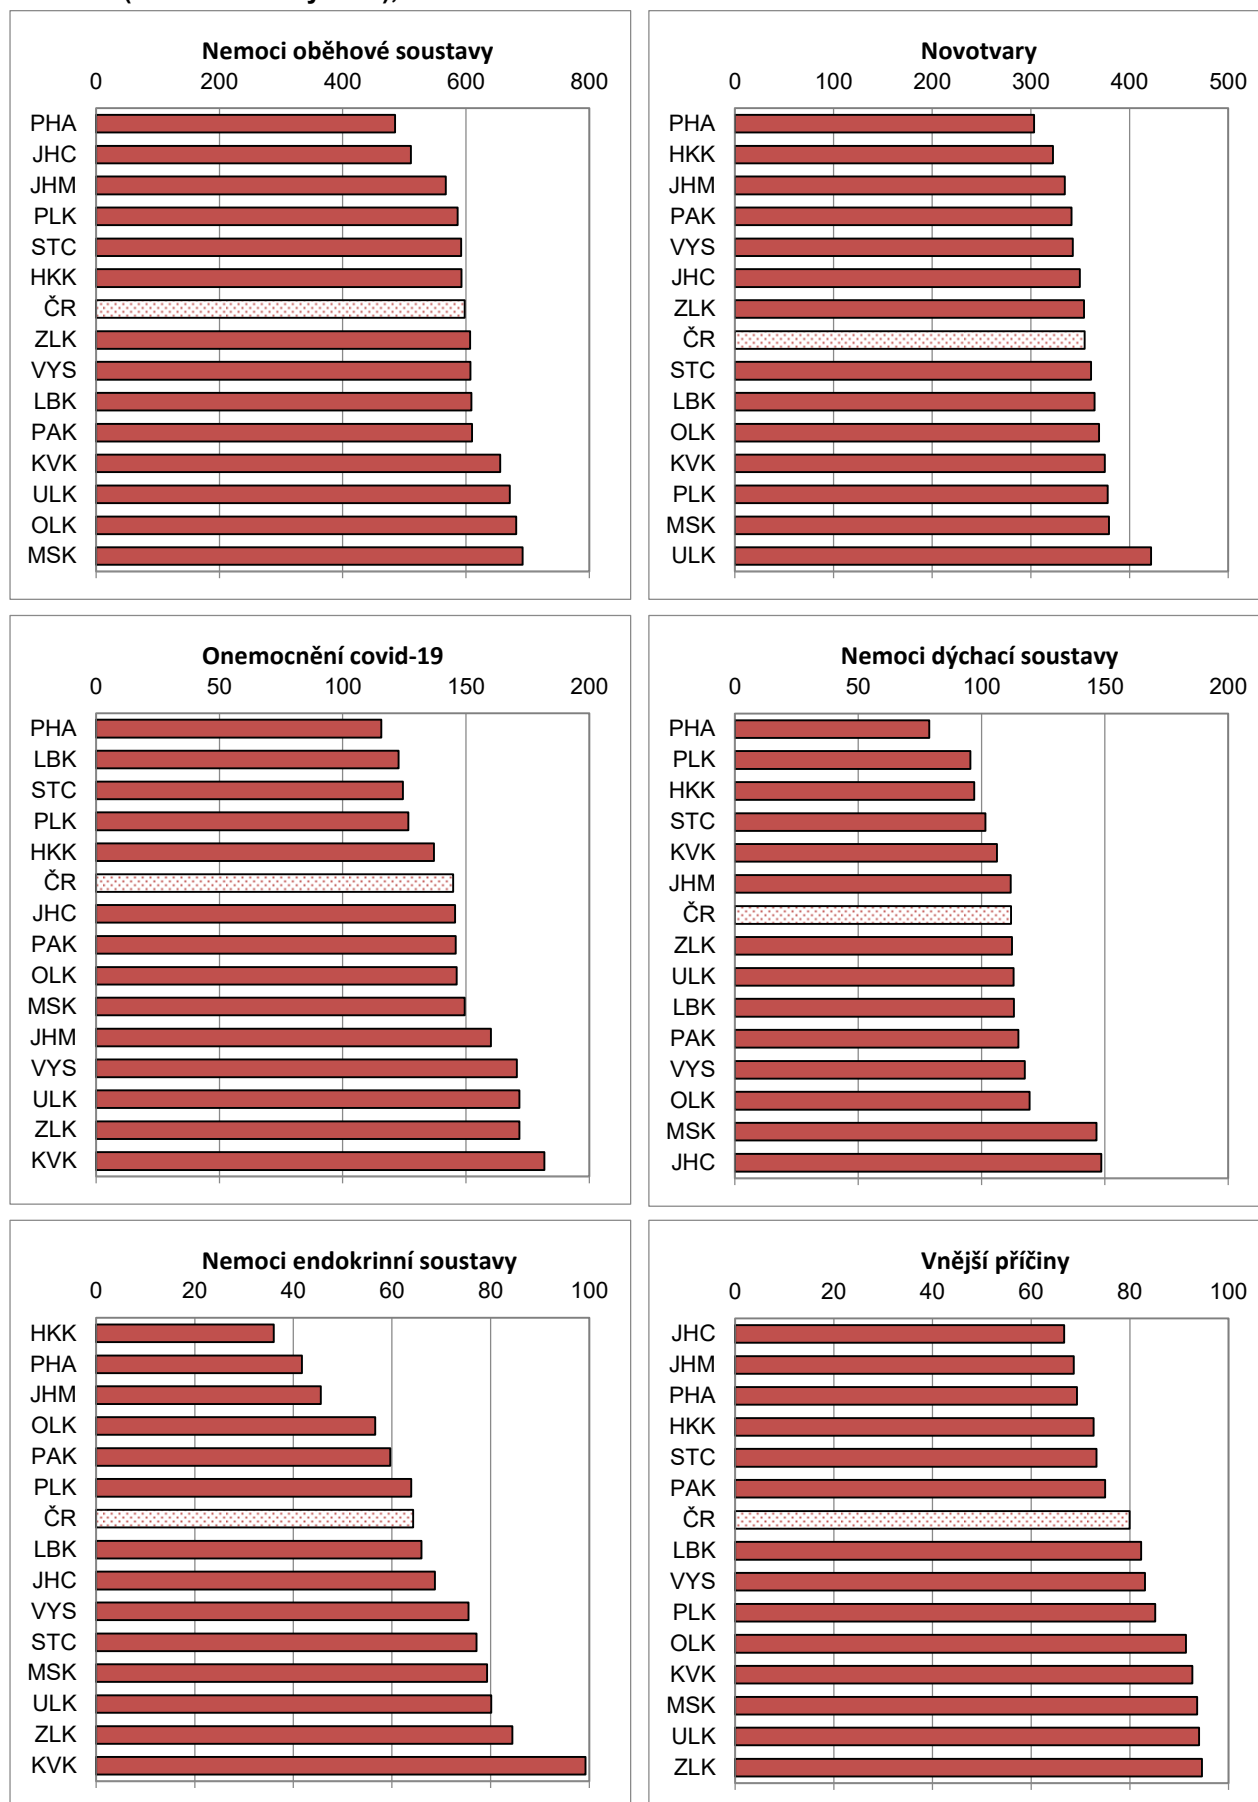 Nemoci oběhové soustavy
0 200 400 600 800
PHA
JHC
JHM
PLK
STC
HKK
ČR
ZLK
VYS
LBK
PAK
KVK
ULK
OLK
MSK
Novotvary
0 100 200 300 400 500
PHA
HKK
JHM
PAK
VYS
JHC
ZLK
ČR
STC
LBK
OLK
KVK
PLK
MSK
ULK
Onemocnění covid-19
0 50 100 150 200
PHA
LBK
STC
PLK
HKK
ČR
JHC
PAK
OLK
MSK
JHM
VYS
ULK
ZLK
KVK
Nemoci dýchací soustavy
0 50 100 150 200
PHA
PLK
HKK
STC
KVK
JHM
ČR
ZLK
ULK
LBK
PAK
VYS
OLK
MSK
JHC
Nemoci endokrinní soustavy
0 20 40 60 80 100
HKK
PHA
JHM
OLK
PAK
PLK
ČR
LBK
JHC
VYS
STC
MSK
ULK
ZLK
KVK
Vnější příčiny
0 20 40 60 80 100
JHC
JHM
PHA
HKK
STC
PAK
ČR
LBK
VYS
PLK
OLK
KVK
MSK
ULK
ZLK